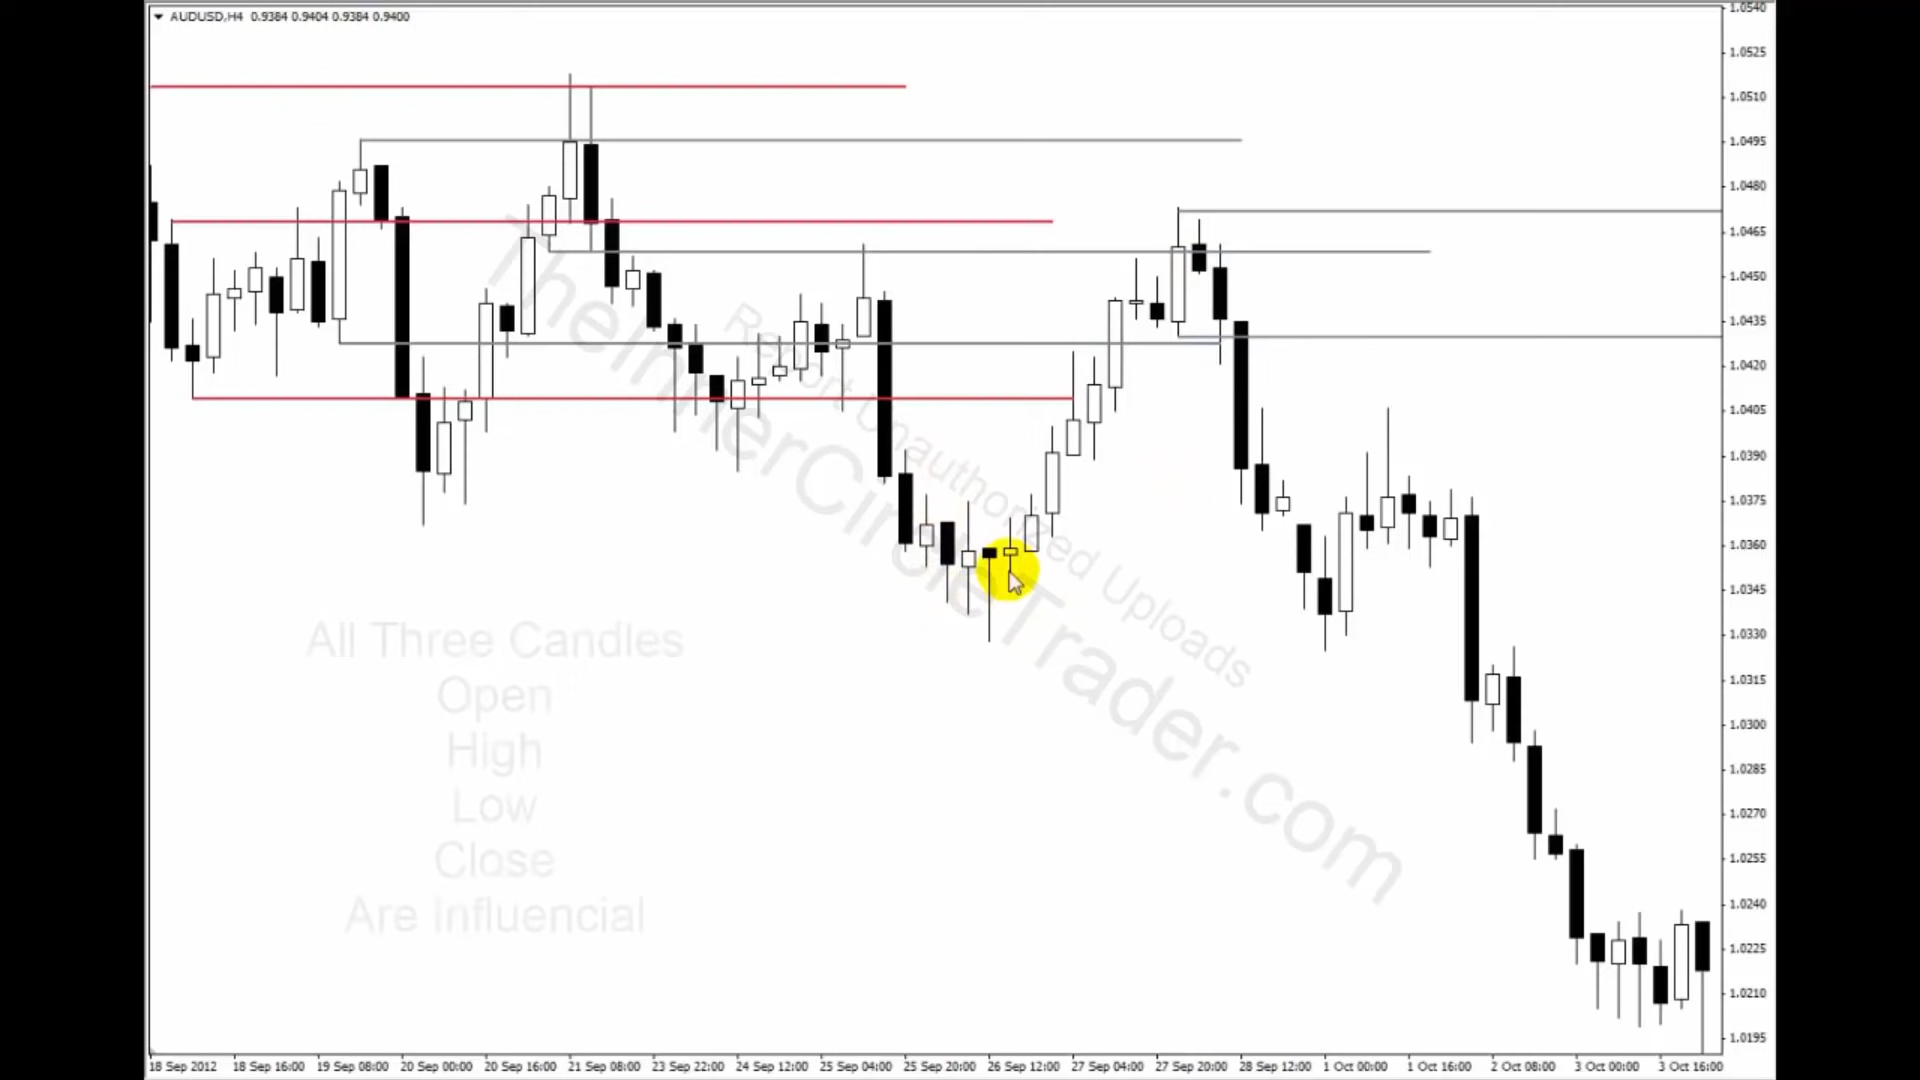 AUDUSD,H4 0.9384 0.9404 0.9384 0.9400
1.0540
1.0525
1.0510
1.0495
1.0480
1.0465
1.0450
1.0435
1.0420
1.0405
1.0390
1.0375
1.0360
1.0345
1.0330
1.0315
1.0300
1.0285
1.0270
1.0255
1.0240
1.0225
1.0210
1.0195
TheInnerCircleTrader.com
Report Unauthorized Uploads
All Three Candles
Open
High
Low
Close
Are Influencial
18 Sep 2012 18 Sep 16:00 19 Sep 08:00 20 Sep 00:00 20 Sep 16:00 21 Sep 08:00 23 Sep 22:00 24 Sep 12:00 25 Sep 04:00 25 Sep 20:00 26 Sep 12:00 27 Sep 04:00 27 Sep 20:00 28 Sep 12:00 1 Oct 00:00 1 Oct 16:00 2 Oct 08:00 3 Oct 00:00 3 Oct 16:00